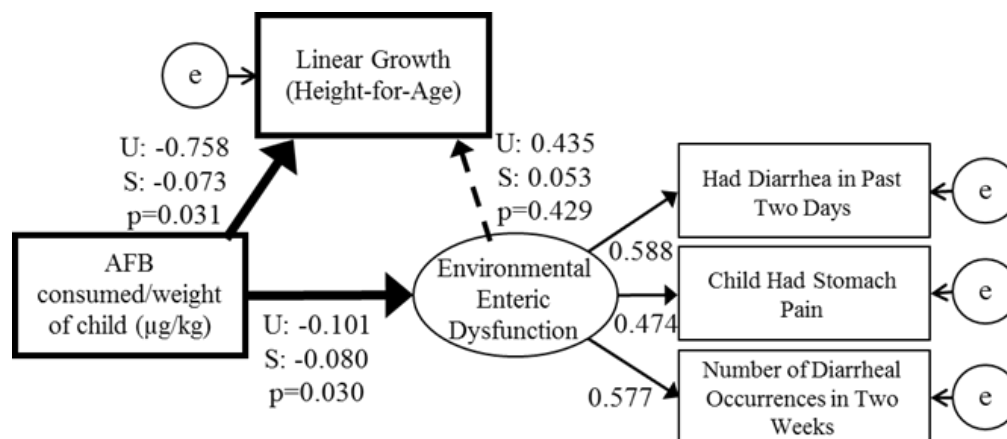 Linear Growth
(Height-for-Age)
e
U: -0.758
S: -0.073
p=0.031
U: 0.435
S: 0.053
p=0.429
AFB
consumed/weight
of child (µg/kg)
U: -0.101
S: -0.080
p=0.030
Environmental
Enteric
Dysfunction
0.588
0.474
0.577
Had Diarrhea in Past
Two Days
e
Child Had Stomach
Pain
e
Number of Diarrheal
Occurrences in Two
Weeks
e